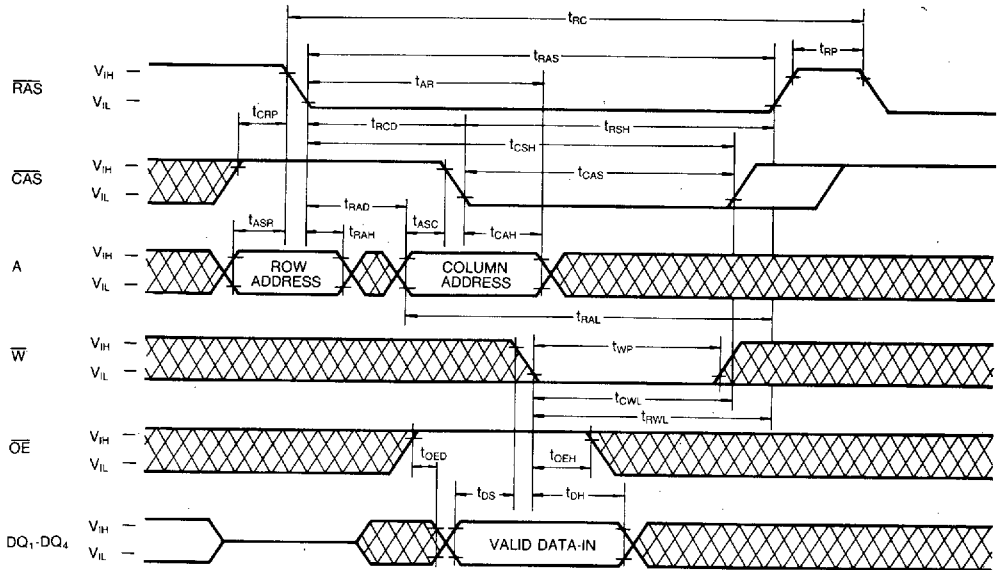 tRC
tRP
tRAS
tAR
RAS
VIH
VIL
tCRP
tRCD
tRSH
tCSH
CAS
VIH
VIL
tCAS
tRAD
tASR
tRAH
tASC
tCAH
A
VIH
VIL
ROW
ADDRESS
COLUMN
ADDRESS
tRAL
W
VIH
VIL
tWP
tCWL
tRWL
OE
VIH
VIL
tOED
tOEH
tDS
tDH
DQ1-DQ4
VIH
VIL
VALID DATA-IN